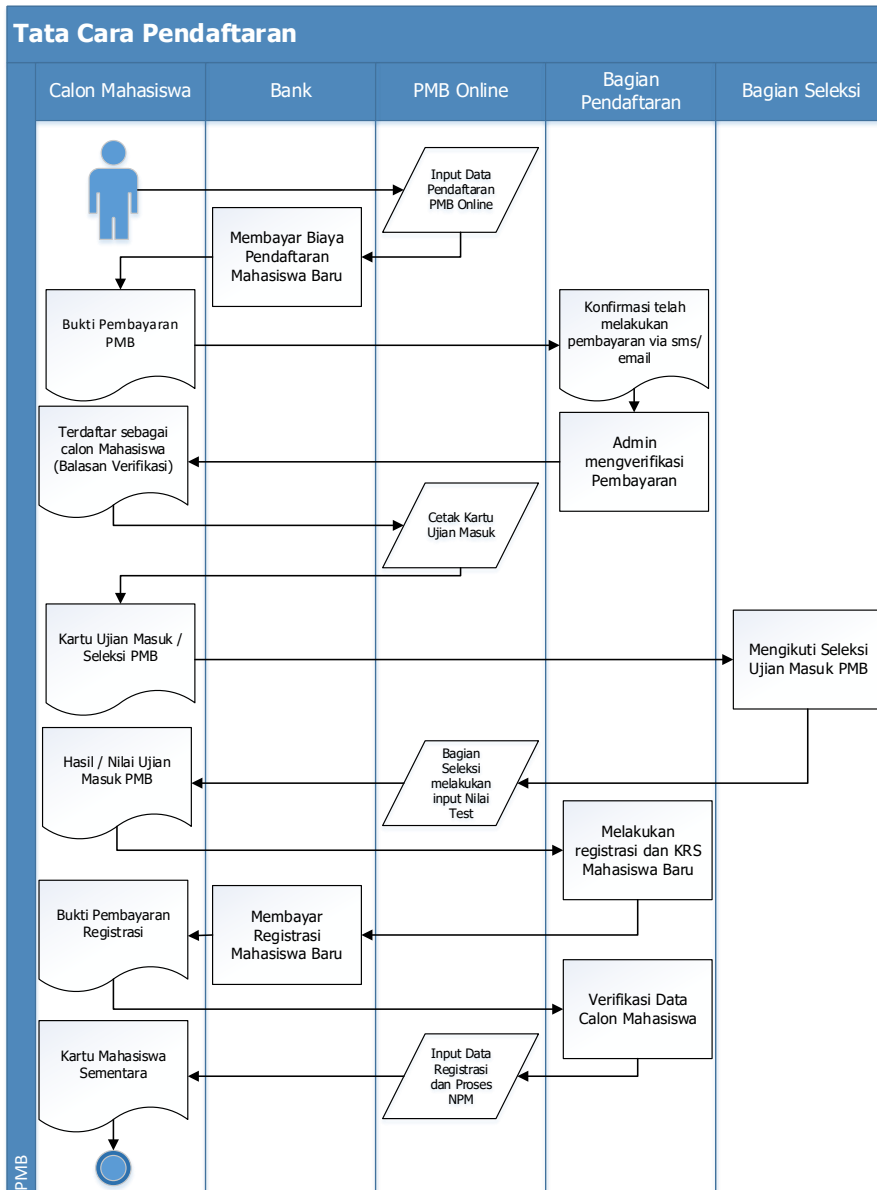 Tata Cara Pendaftaran
Calon Mahasiswa
Bank
PMB Online
Bagian
Pendaftaran
Bagian Seleksi
Input Data
Pendaftaran
PMB Online
Membayar Biaya
Pendaftaran
Mahasiswa Baru
Bukti Pembayaran
PMB
Konfirmasi telah
melakukan
pembayaran via sms/
email
Terdaftar sebagai
calon Mahasiswa
(Balasan Verifikasi)
Admin
mengverifikasi
Pembayaran
Cetak Kartu
Ujian Masuk
Kartu Ujian Masuk /
Seleksi PMB
Mengikuti Seleksi
Ujian Masuk PMB
Hasil / Nilai Ujian
Masuk PMB
Bagian
Seleksi
melakukan
input Nilai
Test
Melakukan
registrasi dan KRS
Mahasiswa Baru
Bukti Pembayaran
Registrasi
Membayar
Registrasi
Mahasiswa Baru
Verifikasi Data
Calon Mahasiswa
Kartu Mahasiswa
Sementara
Input Data
Registrasi
dan Proses
NPM
PMB